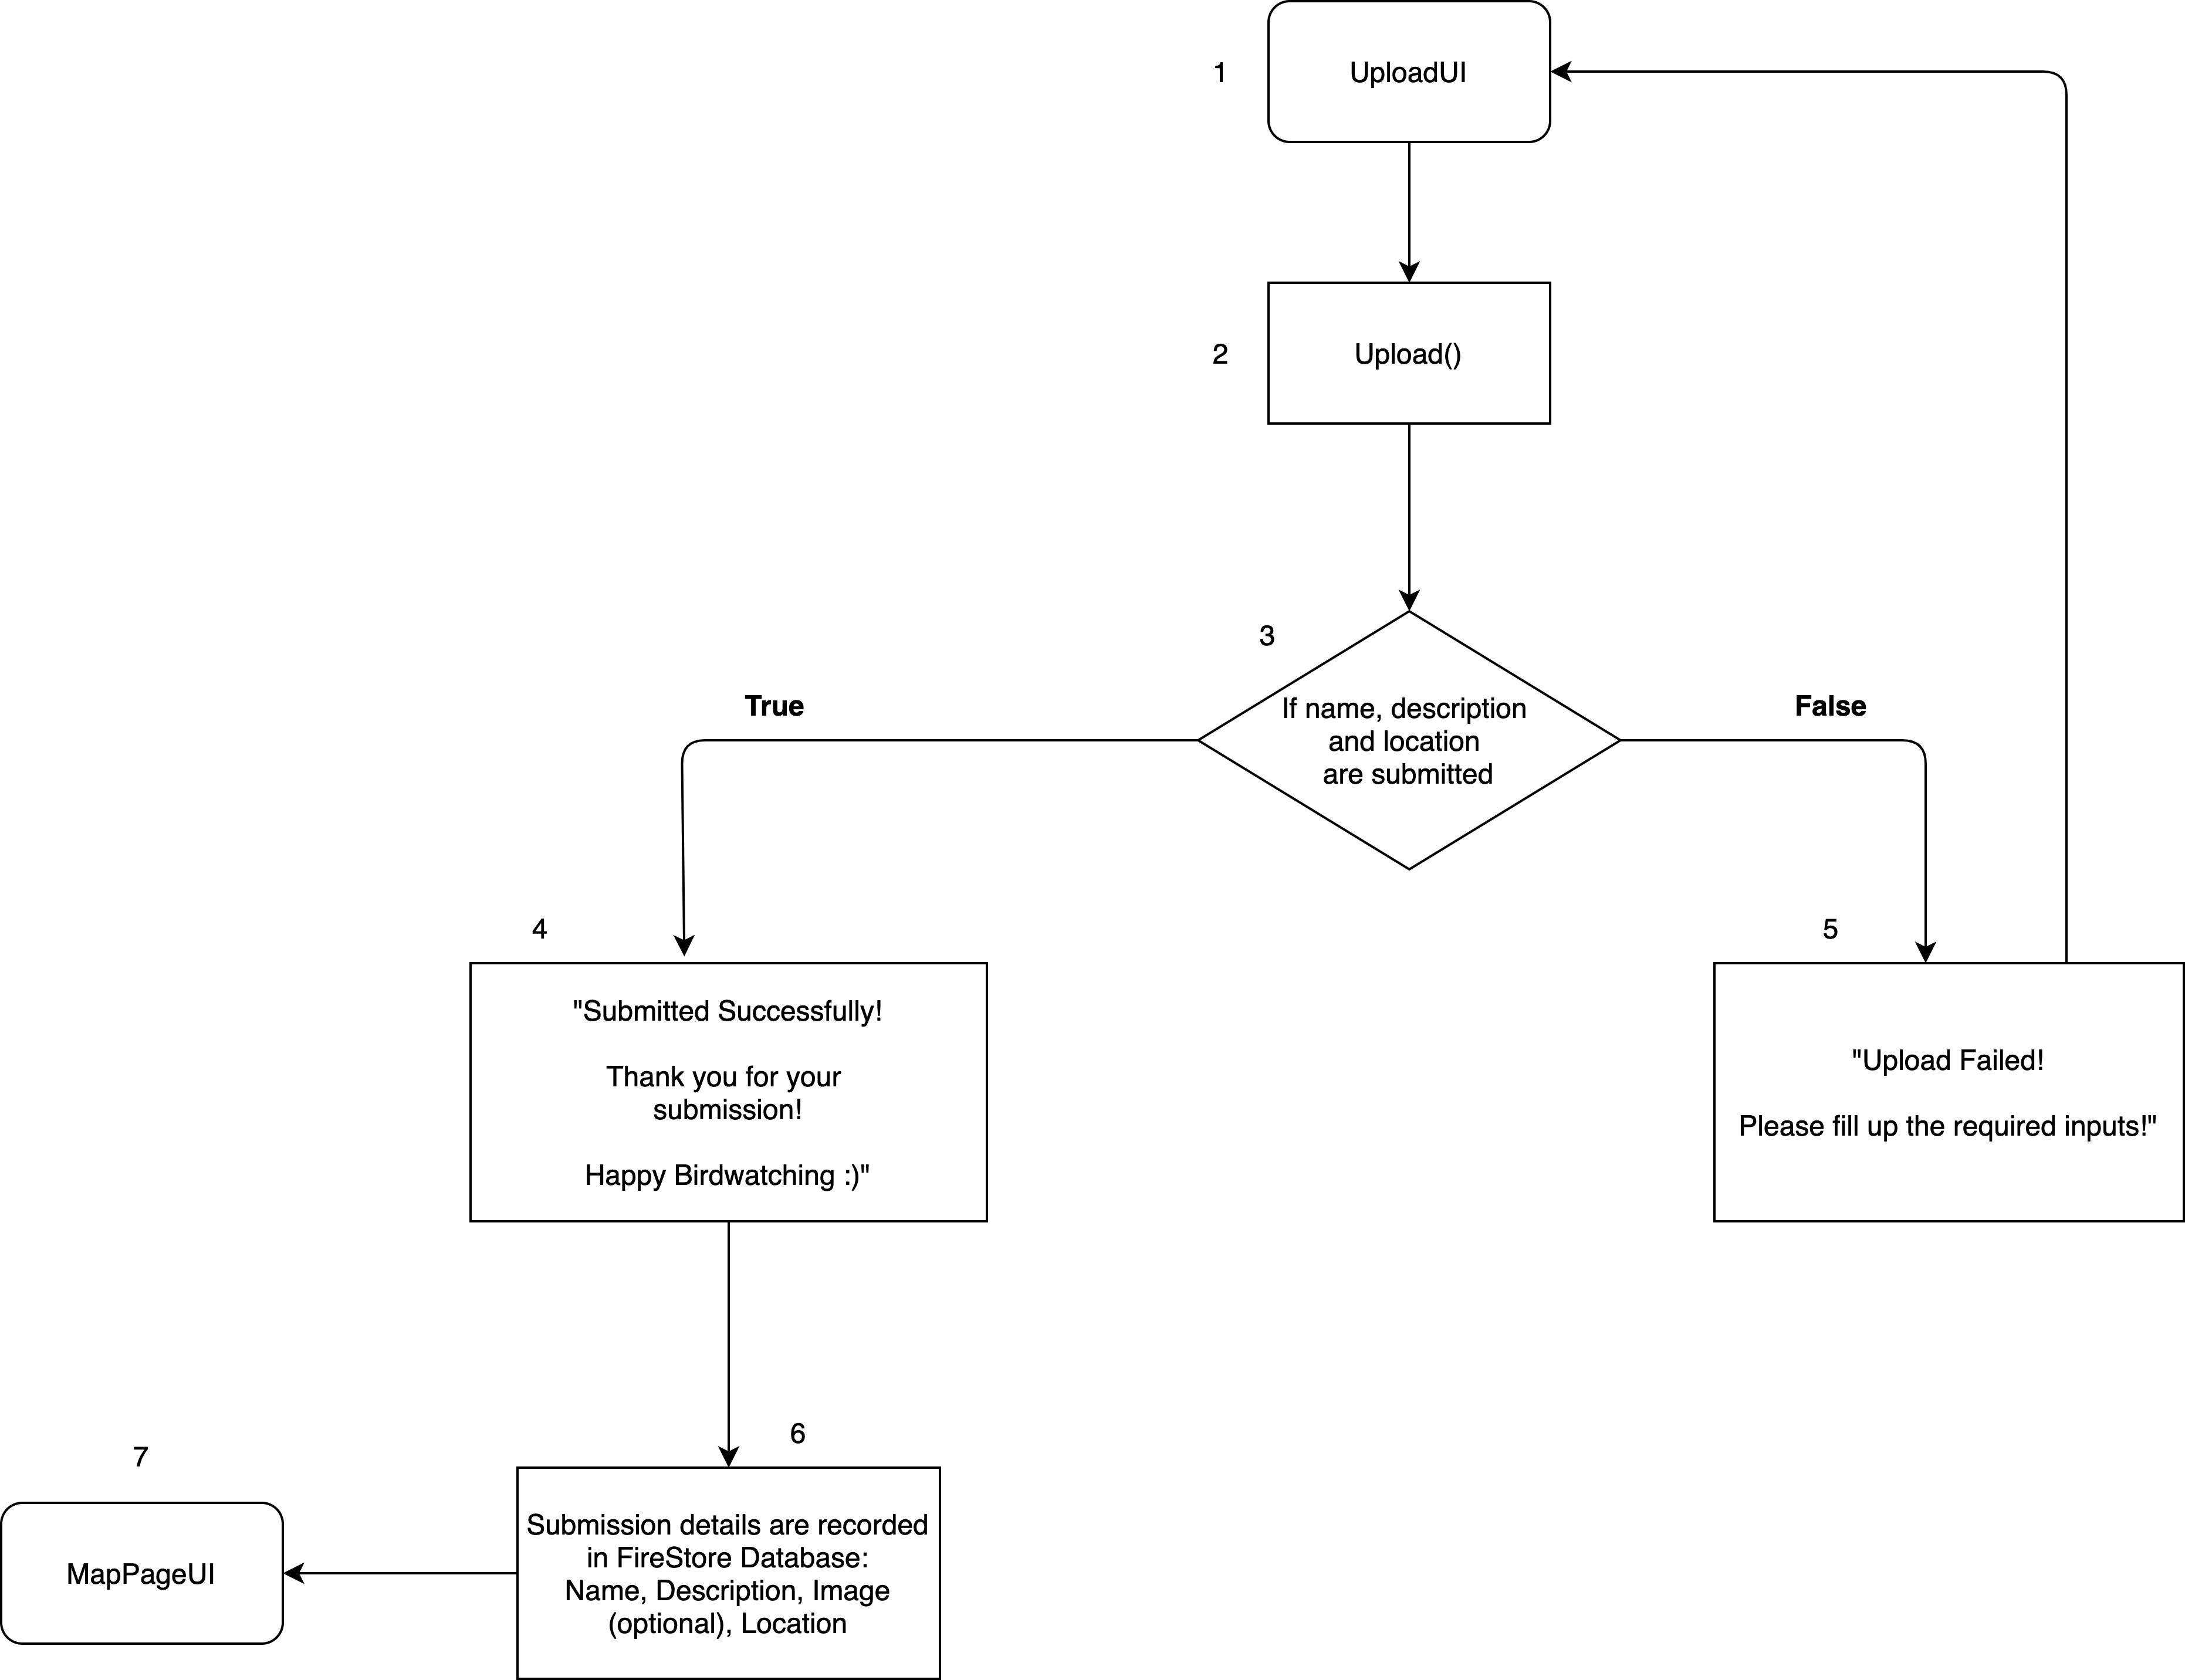 1
UploadUI
2
Upload()
3
If name, description
and location
are submitted
True
False
4
"Submitted Successfully!
Thank you for your
submission!
Happy Birdwatching :)"
5
"Upload Failed!
Please fill up the required inputs!"
6
Submission details are recorded
in FireStore Database:
Name, Description, Image
(optional), Location
7
MapPageUI